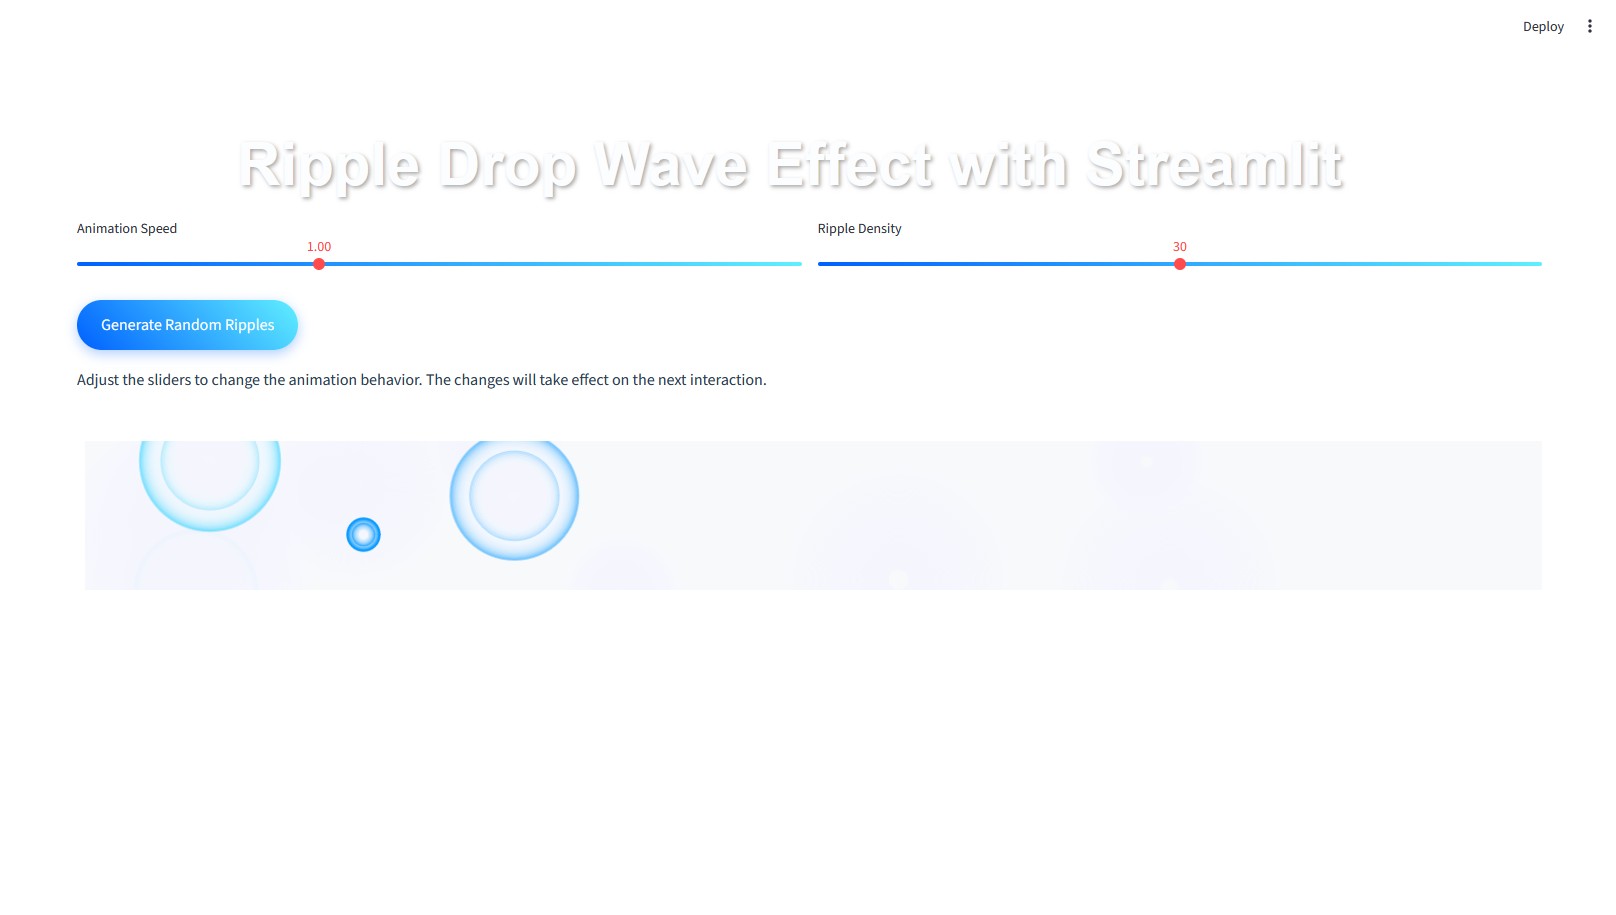 Deploy
Ripple Drop Wave Effect with Streamlit
Animation Speed
1.00
Ripple Density
30
Generate Random Ripples
Adjust the sliders to change the animation behavior. The changes will take effect on the next interaction.